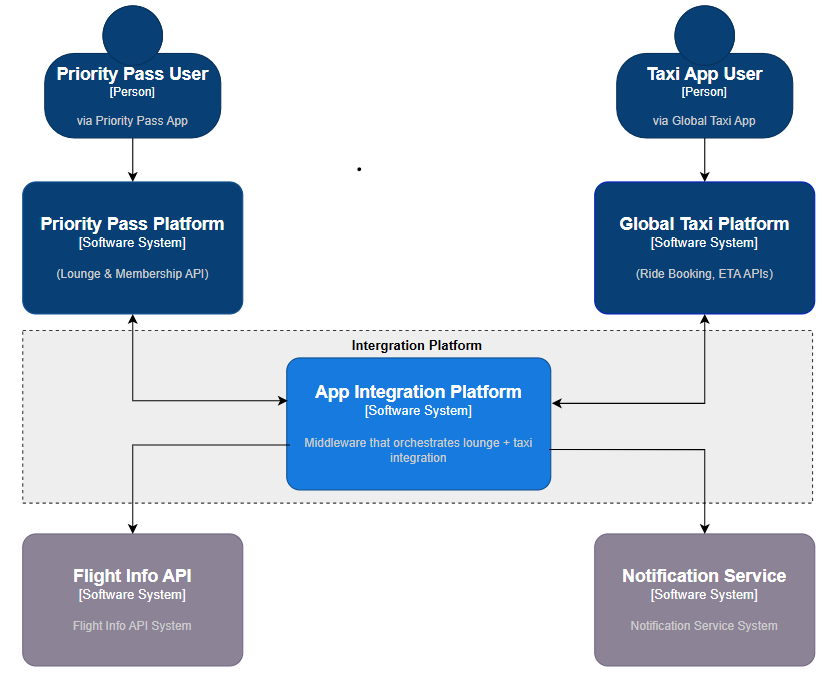 Priority Pass User
[Person]
via Priority Pass App
Taxi App User
[Person]
via Global Taxi App
Priority Pass Platform
[Software System]
(Lounge & Membership API)
Global Taxi Platform
[Software System]
(Ride Booking, ETA APIs)
Intergration Platform
App Integration Platform
[Software System]
Middleware that orchestrates lounge + taxi
integration
Flight Info API
[Software System]
Flight Info API System
Notification Service
[Software System]
Notification Service System